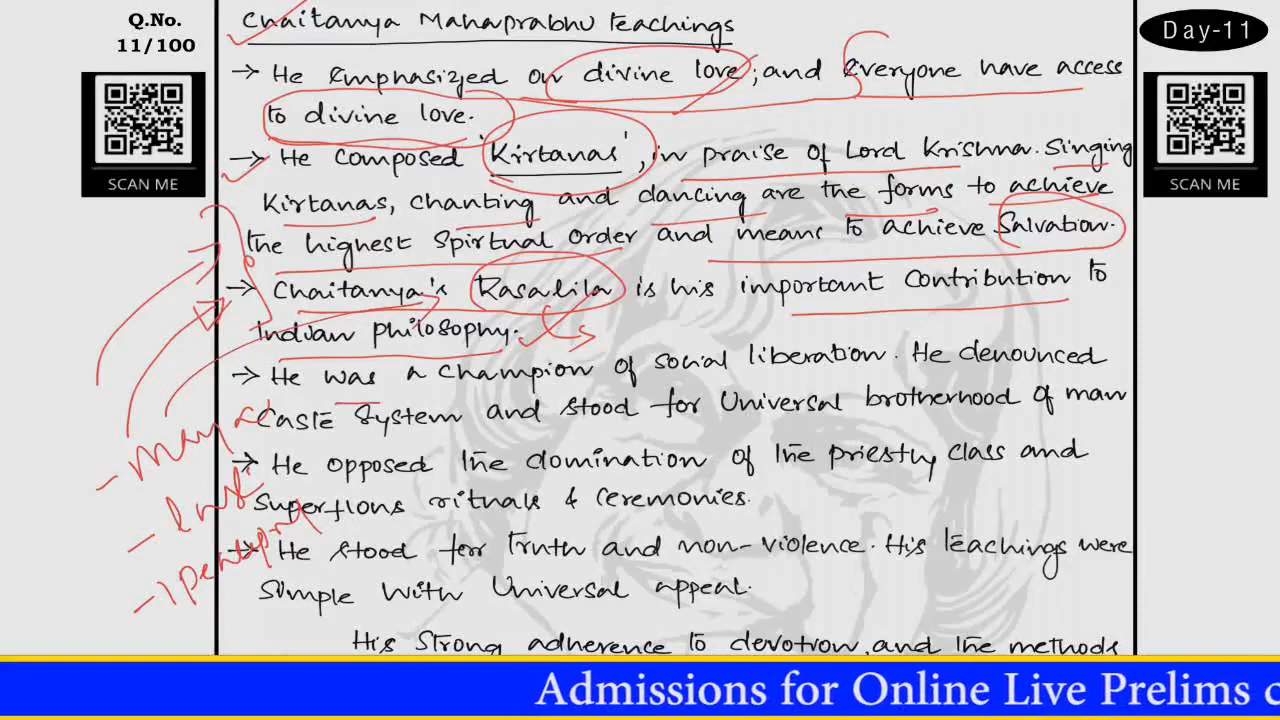 Q.No.
11/100
SCAN ME
Day-11
SCAN ME
Chaitanya Mahaprabhu teachings
→ He emphasized on divine love, and everyone have access
to divine love.
→ He composed 'Kirtanas', in praise of Lord Krishna. Singing
Kirtanas, chanting and dancing are the forms to achieve
the highest spirtual order and means to achieve Salvation.
→ Chaitanya's Rasalila is his important contribution to
Indian philosophy.
→ He was a champion of social liberation. He denounced
caste system and stood for Universal brotherhood of man
→ He opposed the domination of the priestly class and
rituals & ceremonies.
→ He stood for truth and non-violence. His teachings were
simple with Universal appeal.
His strong adherence to devotion, and the methods
Admissions for Online Live Prelims c